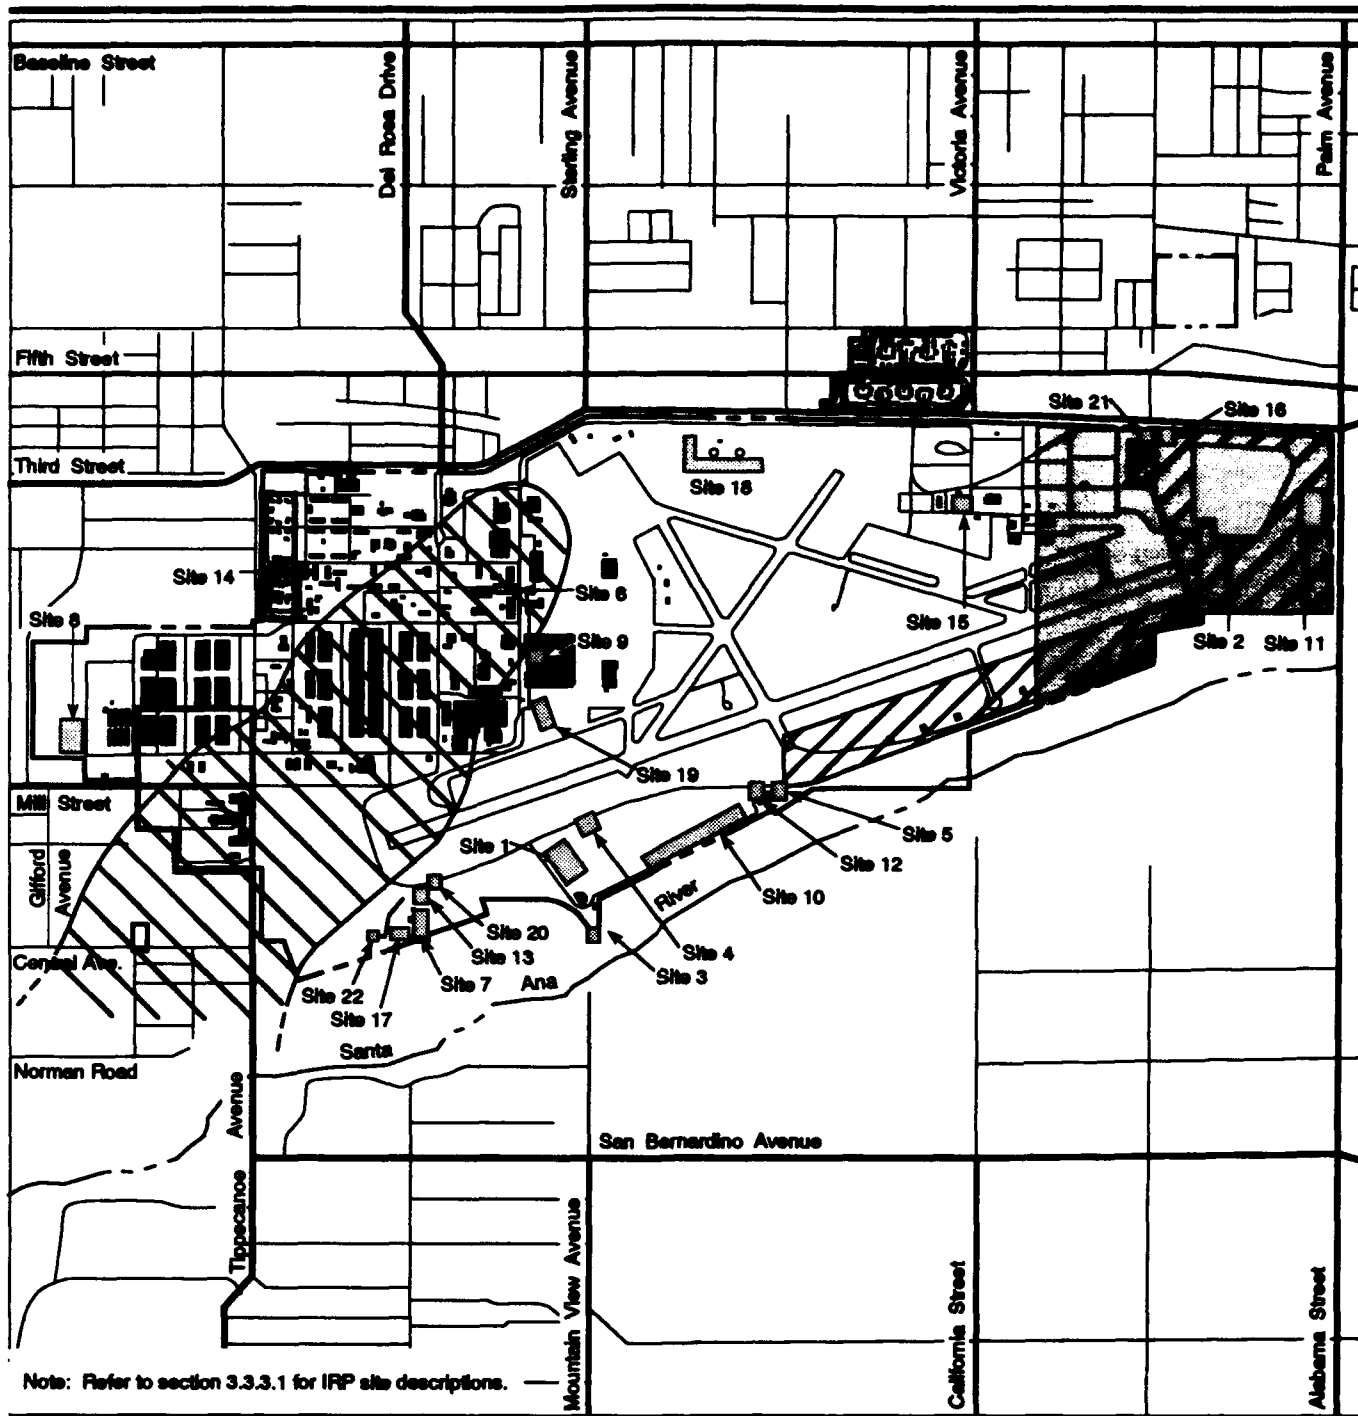 Baseline Street
Del Rosa Drive
Sterling Avenue
Victoria Avenue
Palm Avenue
Fifth Street
Third Street
Site 21
Site 16
Site 18
Site 14
Site 8
Site 6
Site 9
Site 15
Site 2
Site 11
Site 19
Mill Street
Gifford
Avenue
Site 1
Site 5
Site 12
Site 10
River
Site 20
Site 13
Site 4
Site 3
Central Ave.
Site 22
Site 7
Ana
Site 17
Santa
Norman Road
Tippecanoe Avenue
San Bernardino Avenue
Mountain View Avenue
California Street
Alabama Street
Note: Refer to section 3.3.3.1 for IRP site descriptions.